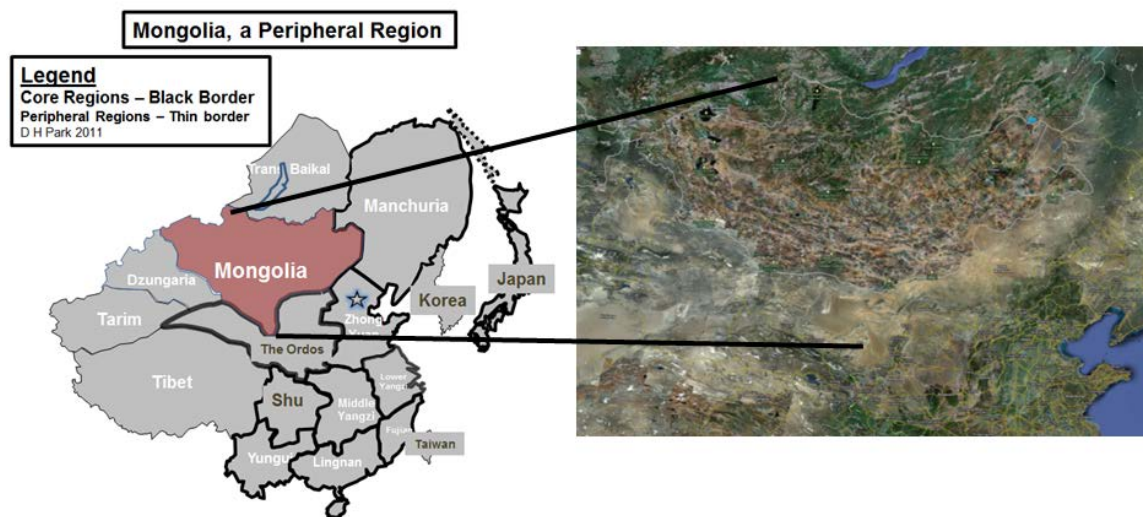 Mongolia, a Peripheral Region
Legend
Core Regions – Black Border
Peripheral Regions – Thin border
D H Park 2011
Trans Baikal
Manchuria
Mongolia
Japan
Dzungaria
Korea
Tarim
Zhong
Yuan
The Ordos
Tibet
Lower
Yangzi
Shu
Middle
Yangzi
Fujian
Taiwan
Yungui
Lingnan